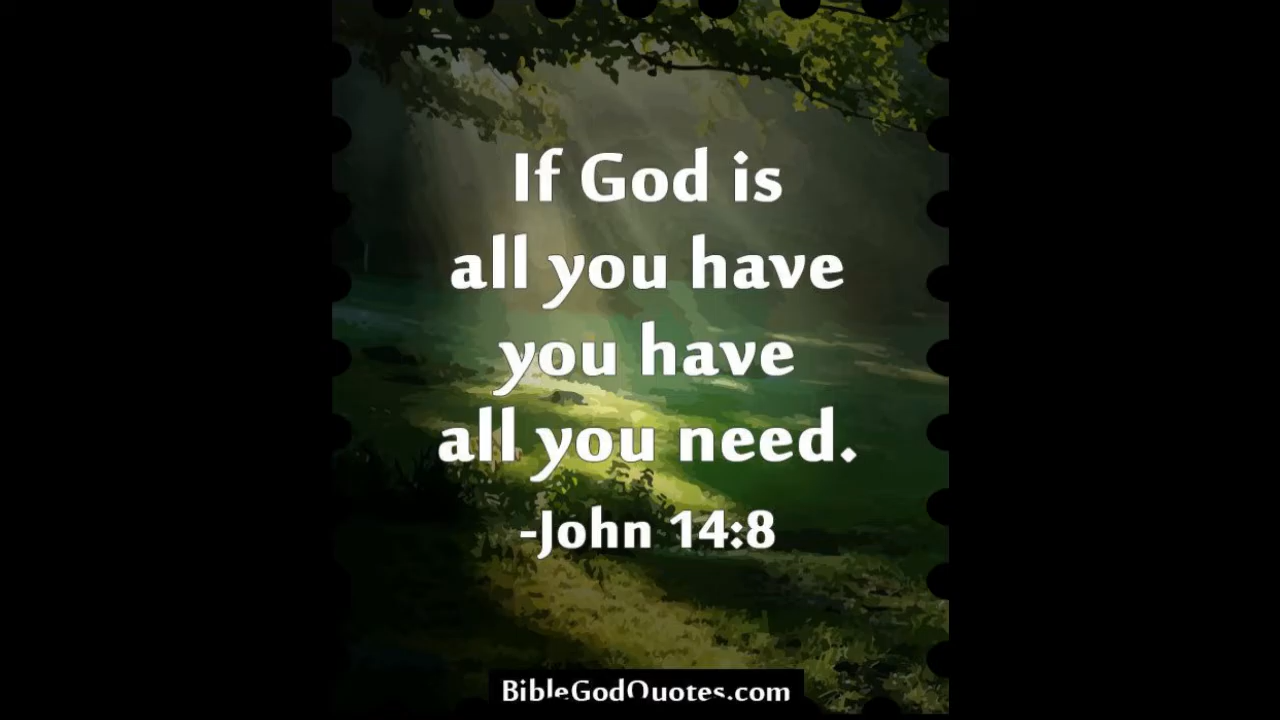 If God is
all you have
you have
all you need.
-John 14:8
BibleGodQuotes.com